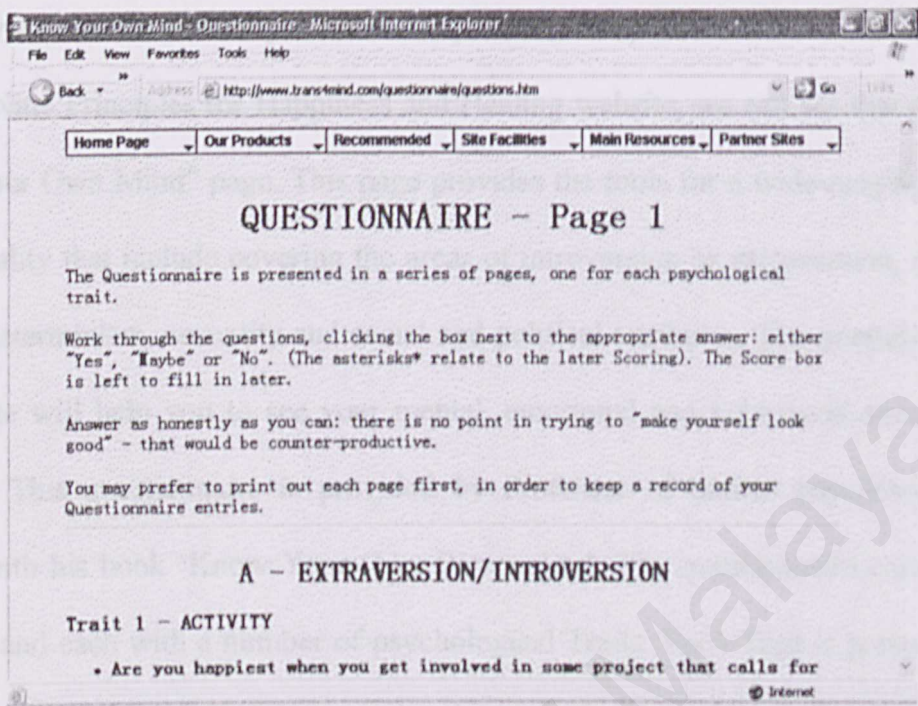 Know Your Own Mind - Questionnaire - Microsoft Internet Explorer
File Edit View Favorites Tools Help
Back Address http://www.trans4mind.com/questionnaire/questions.htm Go Links
Home Page Our Products Recommended Site Facilities Main Resources Partner Sites
QUESTIONNAIRE - Page 1
The Questionnaire is presented in a series of pages, one for each psychological
trait.
Work through the questions, clicking the box next to the appropriate answer: either
"Yes", "Maybe" or "No". (The asterisks* relate to the later Scoring). The Score box
is left to fill in later.
Answer as honestly as you can: there is no point in trying to "make yourself look
good" - that would be counter-productive.
You may prefer to print out each page first, in order to keep a record of your
Questionnaire entries.
A - EXTRAVERSION/INTROVERSION
Trait 1 - ACTIVITY
• Are you happiest when you get involved in some project that calls for
Internet
Malaya